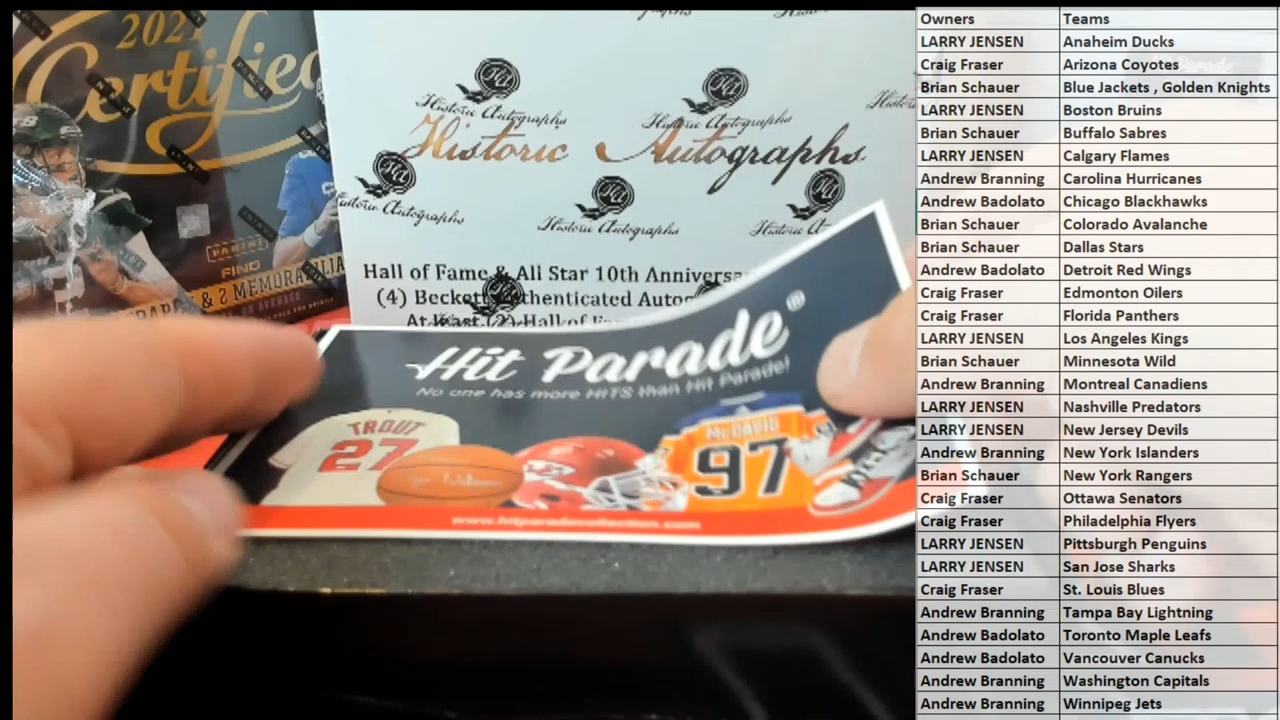 2021
Certified
PANINI
FIND
& 2 MEMORABILIA
Historic Autographs
Historic Autographs
Historic Autographs
Historic Autographs
Historic Autographs
Historic Autographs
Hall of Fame & All Star 10th
(4) Beckett Authenticated
At Least (2) Hall of
Hit Parade®
No one has more HITS than Hit Parade!
TROUT
27
McDAVID
97
www.hitparadecollection.com
Owners Teams
LARRY JENSEN Anaheim Ducks
Craig Fraser Arizona Coyotes
Brian Schauer Blue Jackets , Golden Knights
LARRY JENSEN Boston Bruins
Brian Schauer Buffalo Sabres
LARRY JENSEN Calgary Flames
Andrew Branning Carolina Hurricanes
Andrew Badolato Chicago Blackhawks
Brian Schauer Colorado Avalanche
Brian Schauer Dallas Stars
Andrew Badolato Detroit Red Wings
Craig Fraser Edmonton Oilers
Craig Fraser Florida Panthers
LARRY JENSEN Los Angeles Kings
Brian Schauer Minnesota Wild
Andrew Branning Montreal Canadiens
LARRY JENSEN Nashville Predators
LARRY JENSEN New Jersey Devils
Andrew Branning New York Islanders
Brian Schauer New York Rangers
Craig Fraser Ottawa Senators
Craig Fraser Philadelphia Flyers
LARRY JENSEN Pittsburgh Penguins
LARRY JENSEN San Jose Sharks
Craig Fraser St. Louis Blues
Andrew Branning Tampa Bay Lightning
Andrew Badolato Toronto Maple Leafs
Andrew Badolato Vancouver Canucks
Andrew Branning Washington Capitals
Andrew Branning Winnipeg Jets